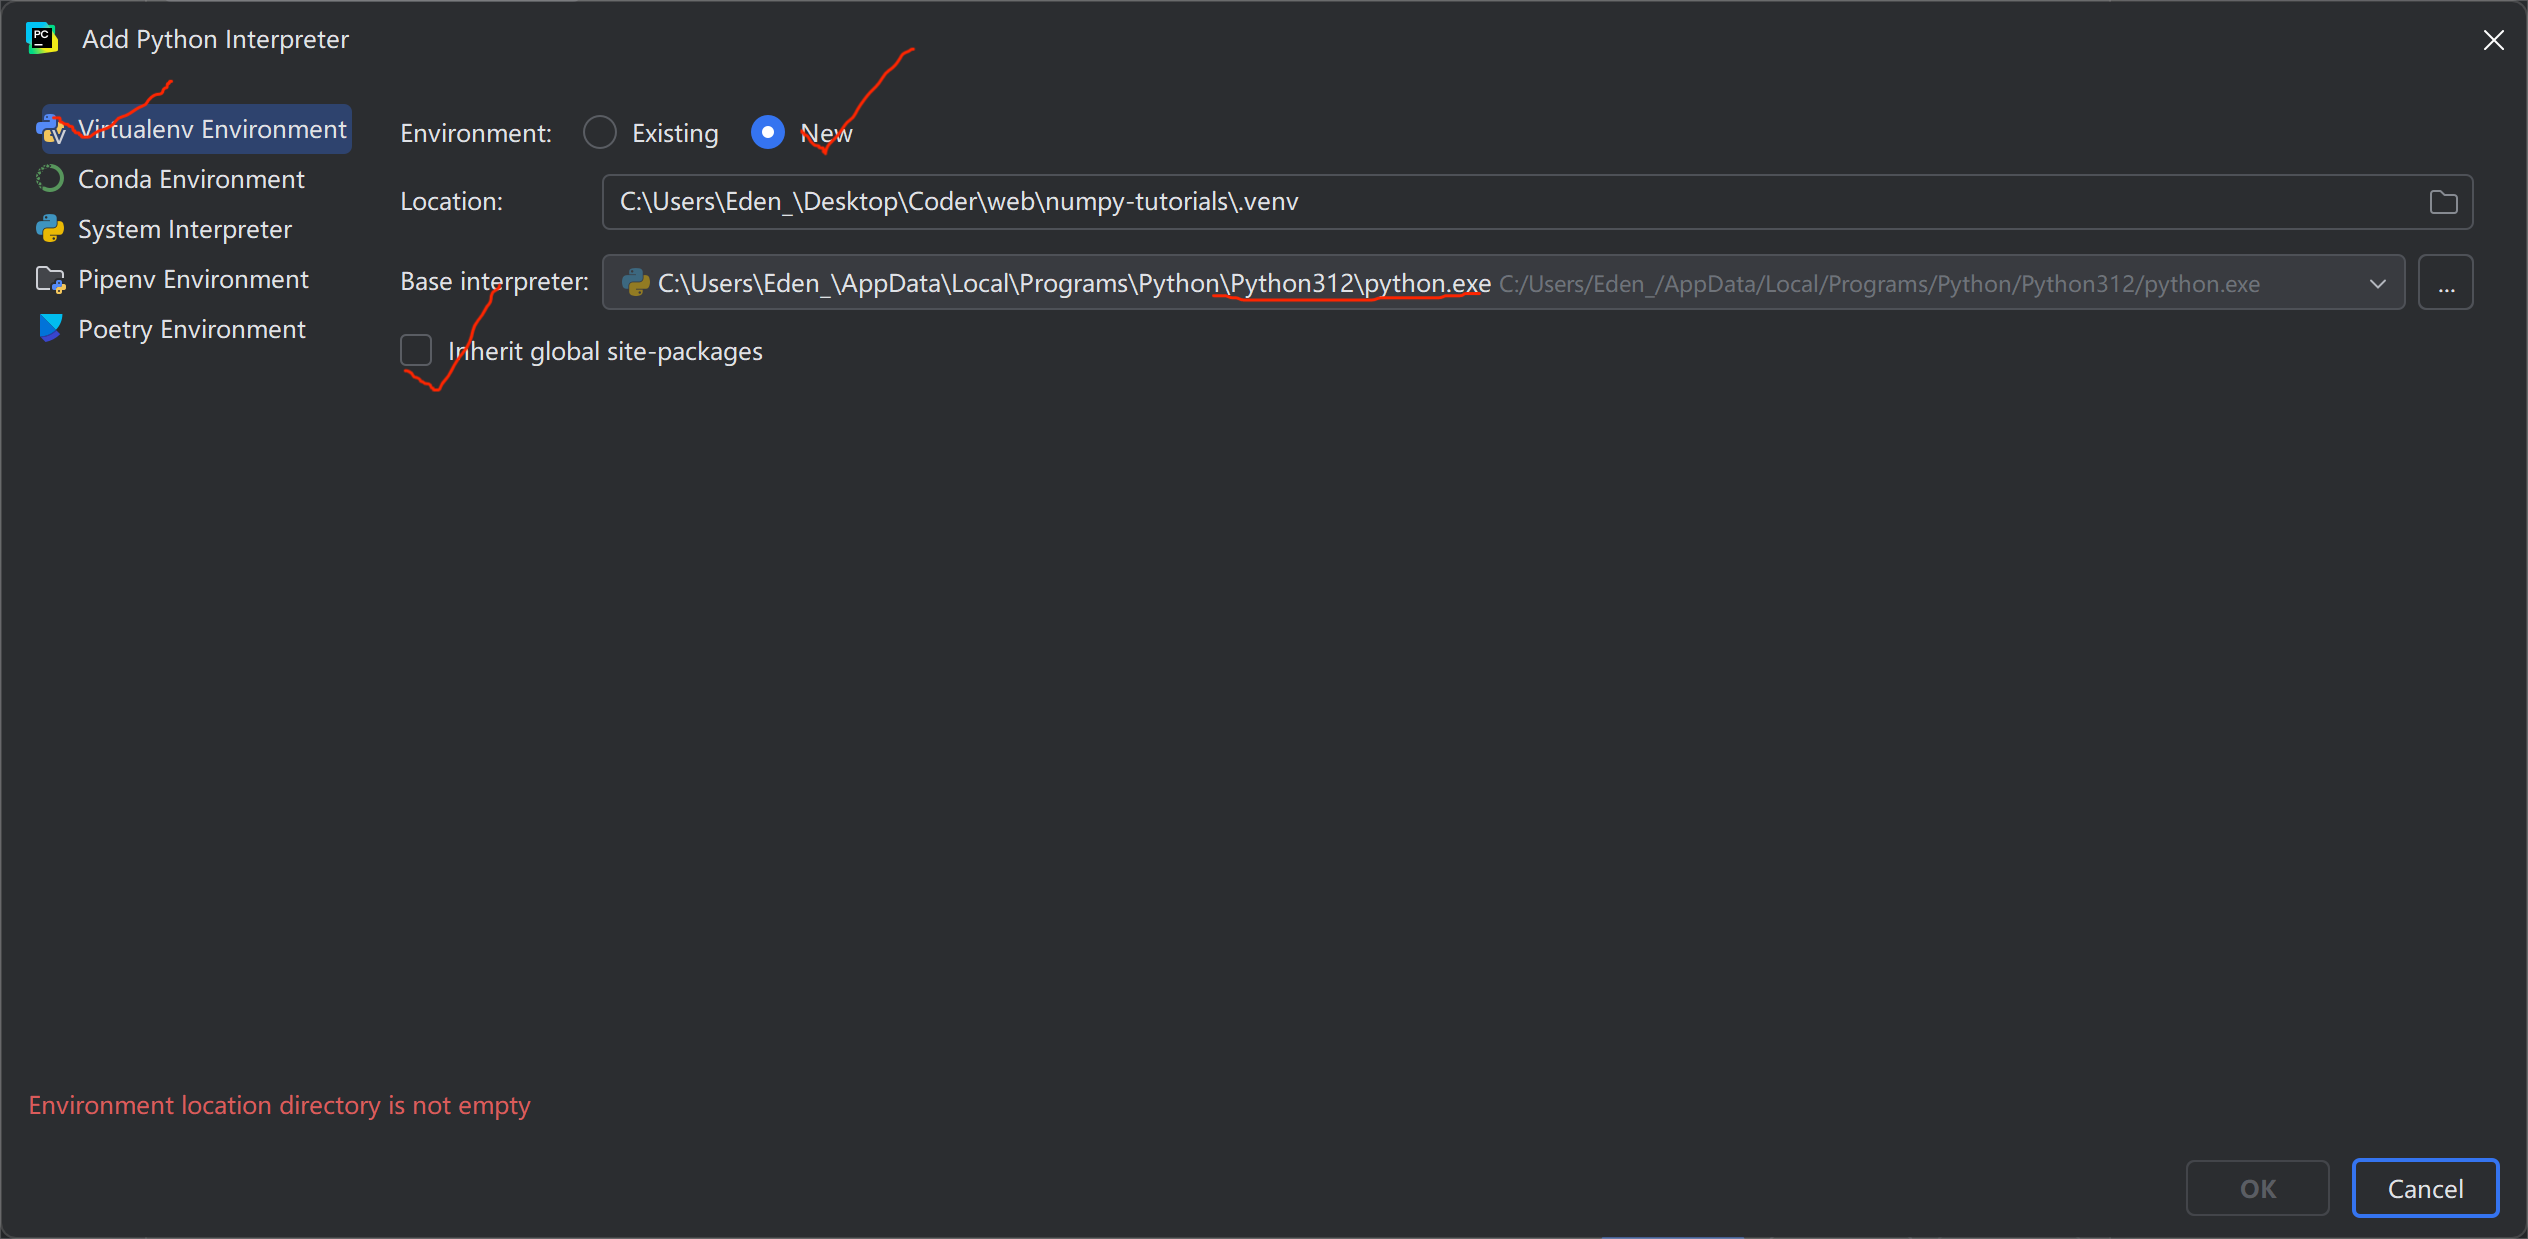 PC
Add Python Interpreter
Virtualenv Environment
Conda Environment
System Interpreter
Pipenv Environment
Poetry Environment
Environment: Existing New
Location: C:\Users\Eden_\Desktop\Coder\web\numpy-tutorials\.venv
Base interpreter: C:\Users\Eden_\AppData\Local\Programs\Python\Python312\python.exe C:/Users/Eden_/AppData/Local/Programs/Python/Python312/python.exe ...
Inherit global site-packages
Environment location directory is not empty
OK Cancel